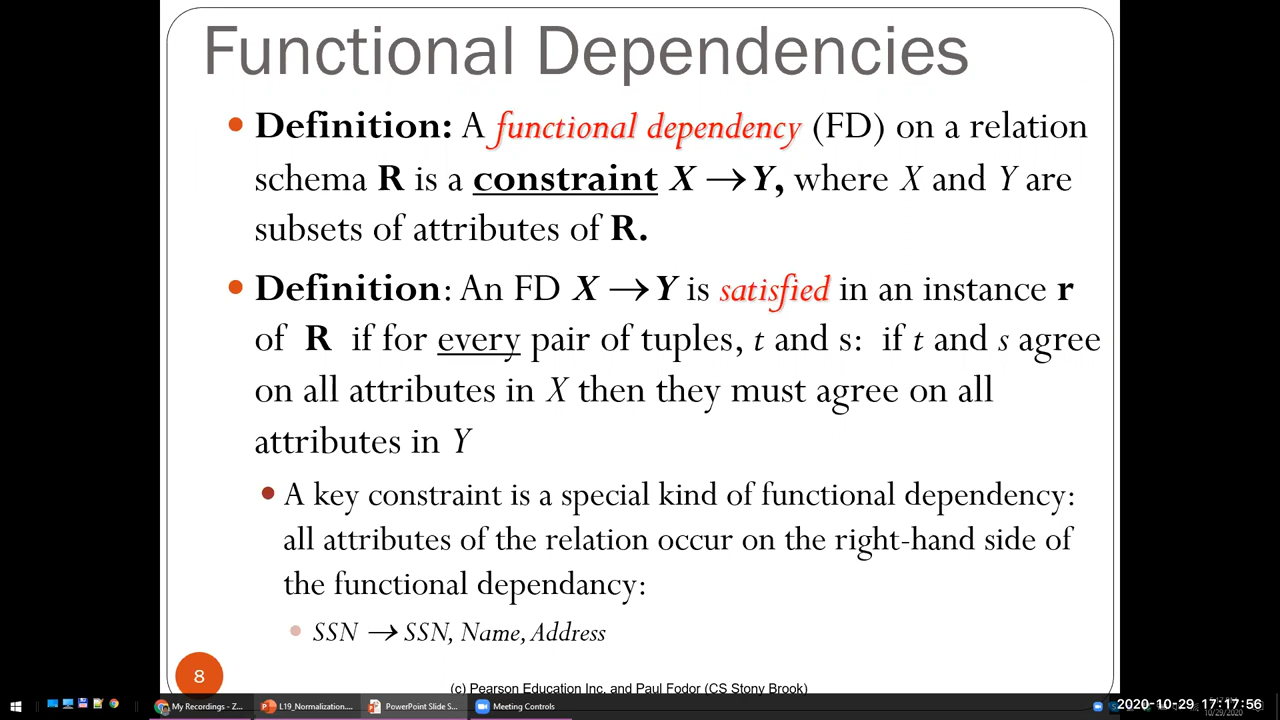 Functional Dependencies
• Definition: A functional dependency (FD) on a relation
schema R is a constraint X → Y, where X and Y are
subsets of attributes of R.
• Definition: An FD X → Y is satisfied in an instance r
of R if for every pair of tuples, t and s: if t and s agree
on all attributes in X then they must agree on all
attributes in Y
• A key constraint is a special kind of functional dependency:
all attributes of the relation occur on the right-hand side of
the functional dependancy:
• SSN → SSN, Name, Address
8
(c) Pearson Education Inc. and Paul Fodor (CS Stony Brook)
My Recordings - Z...
L19_Normalization....
PowerPoint Slide S...
Meeting Controls
2020-10-29 17:17:56
10/29/2020